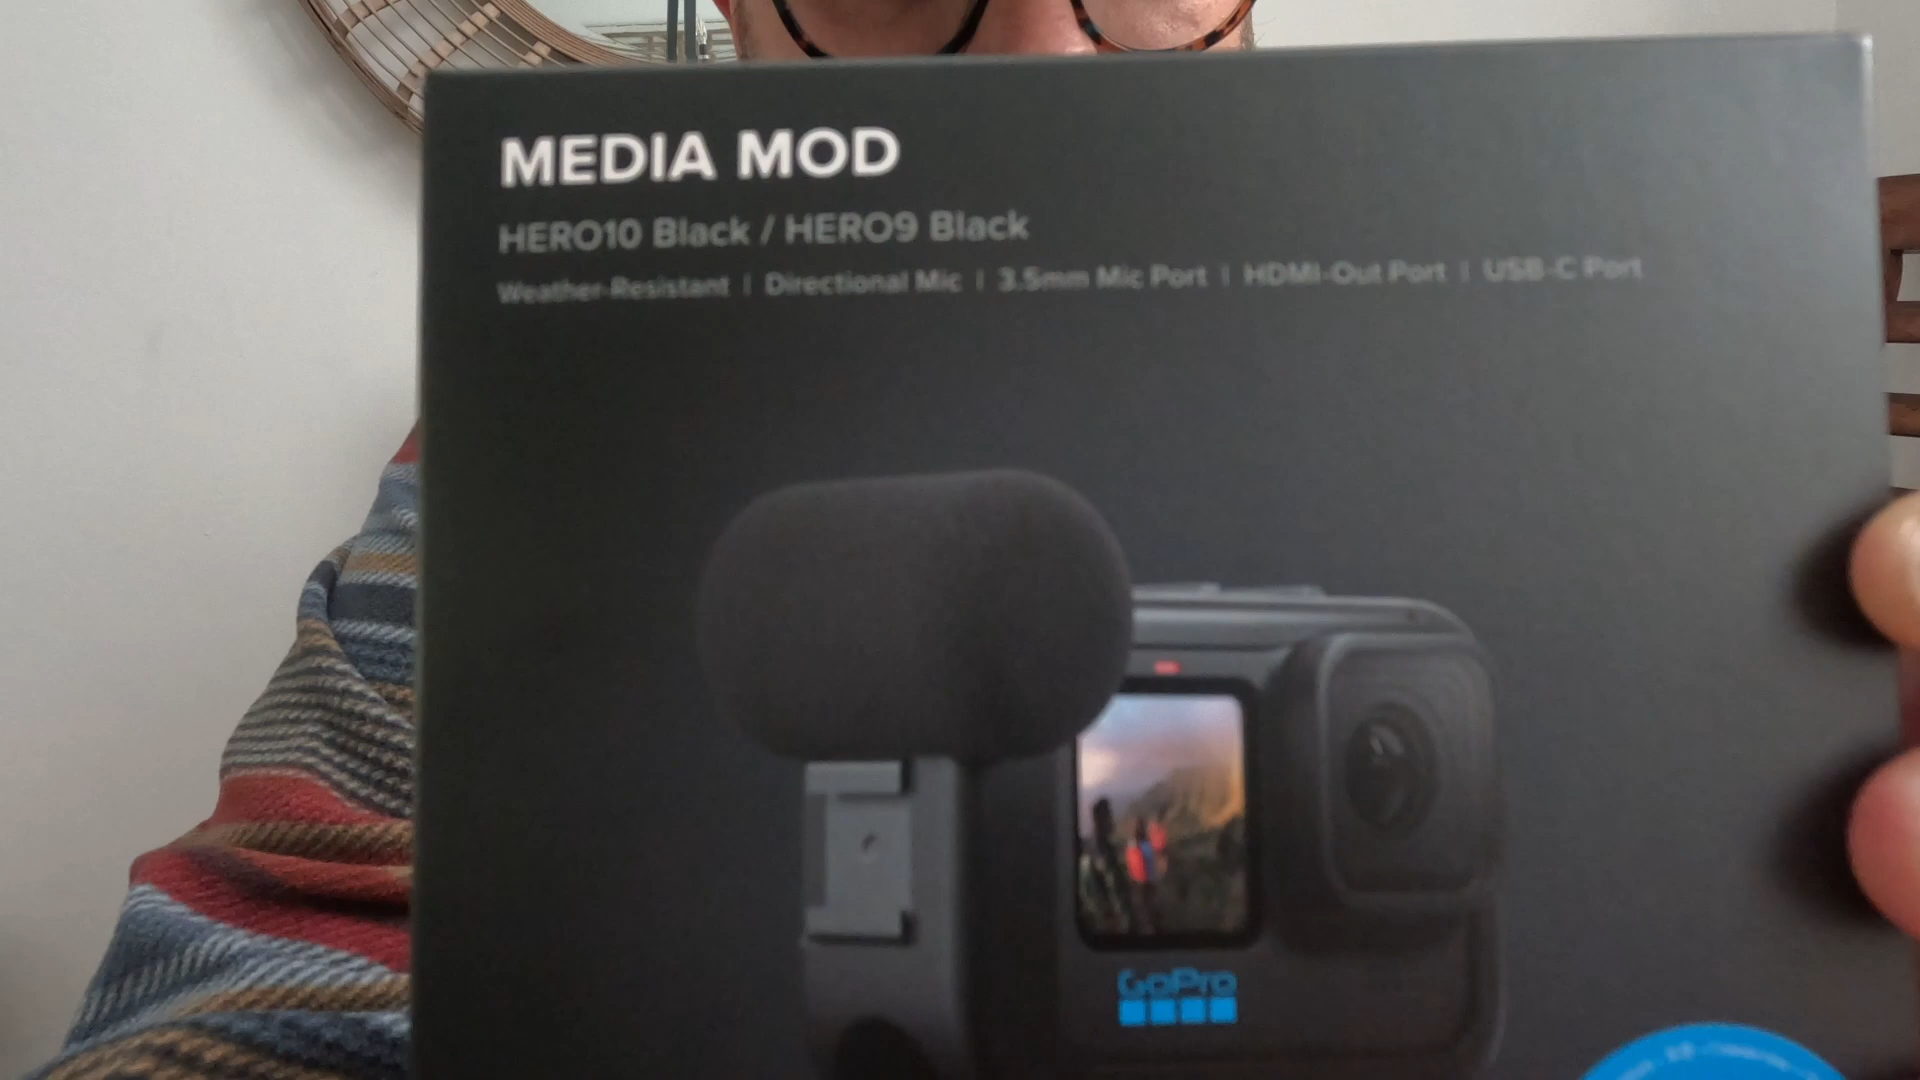 MEDIA MOD
HERO10 Black / HERO9 Black
Weather-Resistant | Directional Mic | 3.5mm Mic Port | HDMI-Out Port | USB-C Port
GoPro